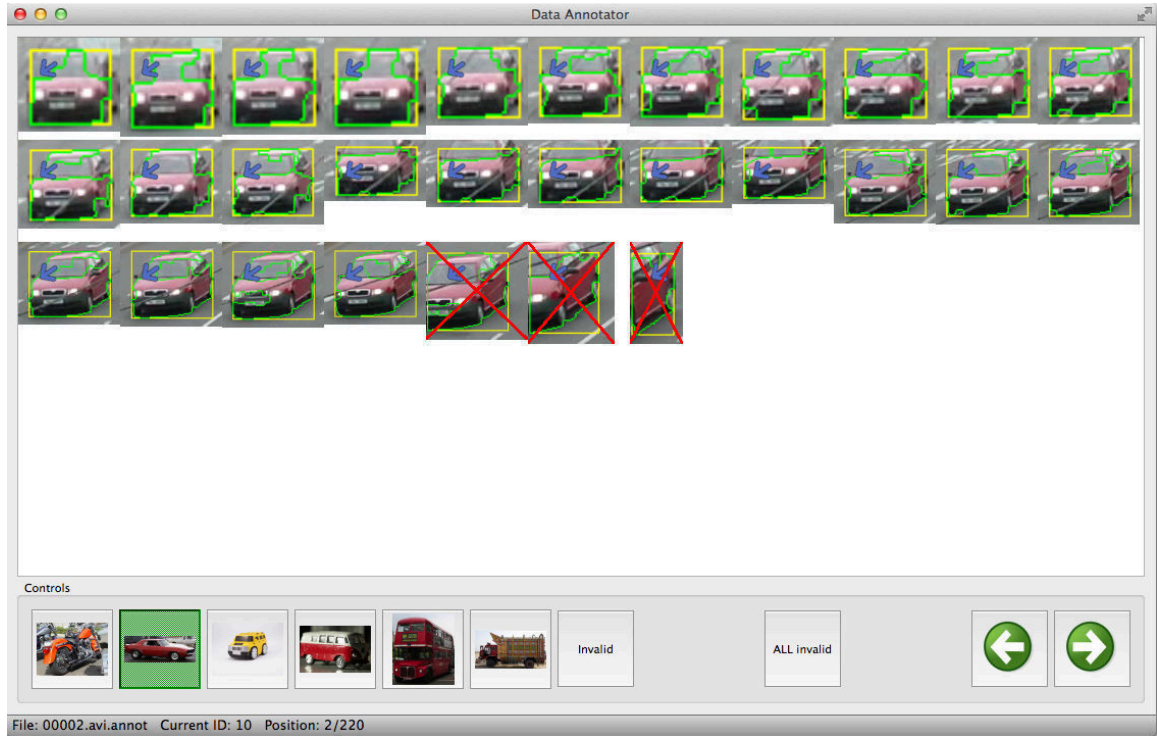 Data Annotator
Controls
Invalid
ALL invalid
File: 00002.avi.annot Current ID: 10 Position: 2/220